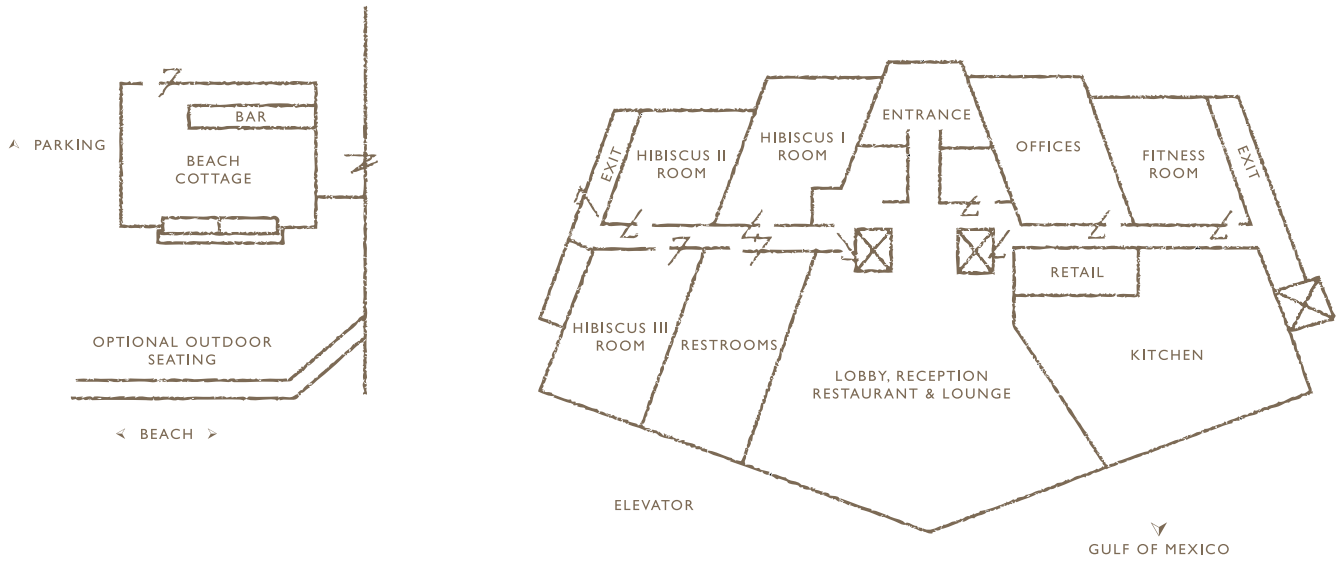 BAR
PARKING
BEACH
COTTAGE
OPTIONAL OUTDOOR
SEATING
BEACH
ENTRANCE
HIBISCUS I
ROOM
HIBISCUS II
ROOM
EXIT
OFFICES
FITNESS
ROOM
EXIT
RETAIL
HIBISCUS III
ROOM
RESTROOMS
KITCHEN
LOBBY, RECEPTION
RESTAURANT & LOUNGE
ELEVATOR
GULF OF MEXICO